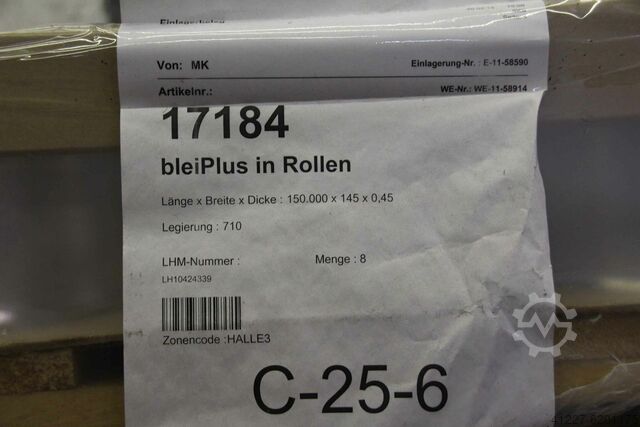 Von: MK Einlagerung-Nr. : E-11-58590
Artikelnr.: WE-Nr.: WE-11-58914
17184
bleiPlus in Rollen
Länge x Breite x Dicke : 150.000 x 145 x 0,45
Legierung : 710
LHM-Nummer : Menge : 8
LH10424339
Zonencode :HALLE3
C-25-6